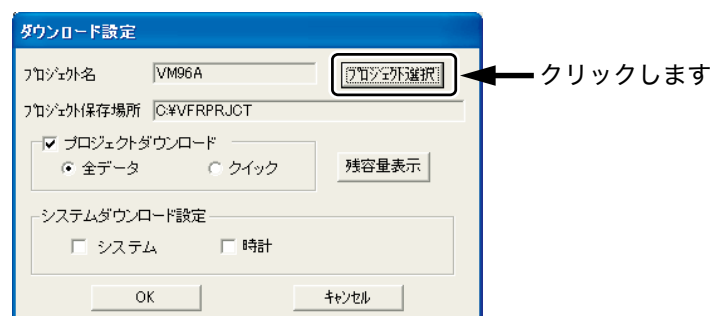 ダウンロード設定
ﾌﾟﾛｼﾞｪｸﾄ名 VM96A ﾌﾟﾛｼﾞｪｸﾄ選択 クリックします
ﾌﾟﾛｼﾞｪｸﾄ保存場所 C:¥VFRPRJCT
プロジェクトダウンロード
全データ クイック 残容量表示
システムダウンロード設定
システム 時計
OK ｷｬﾝｾﾙ